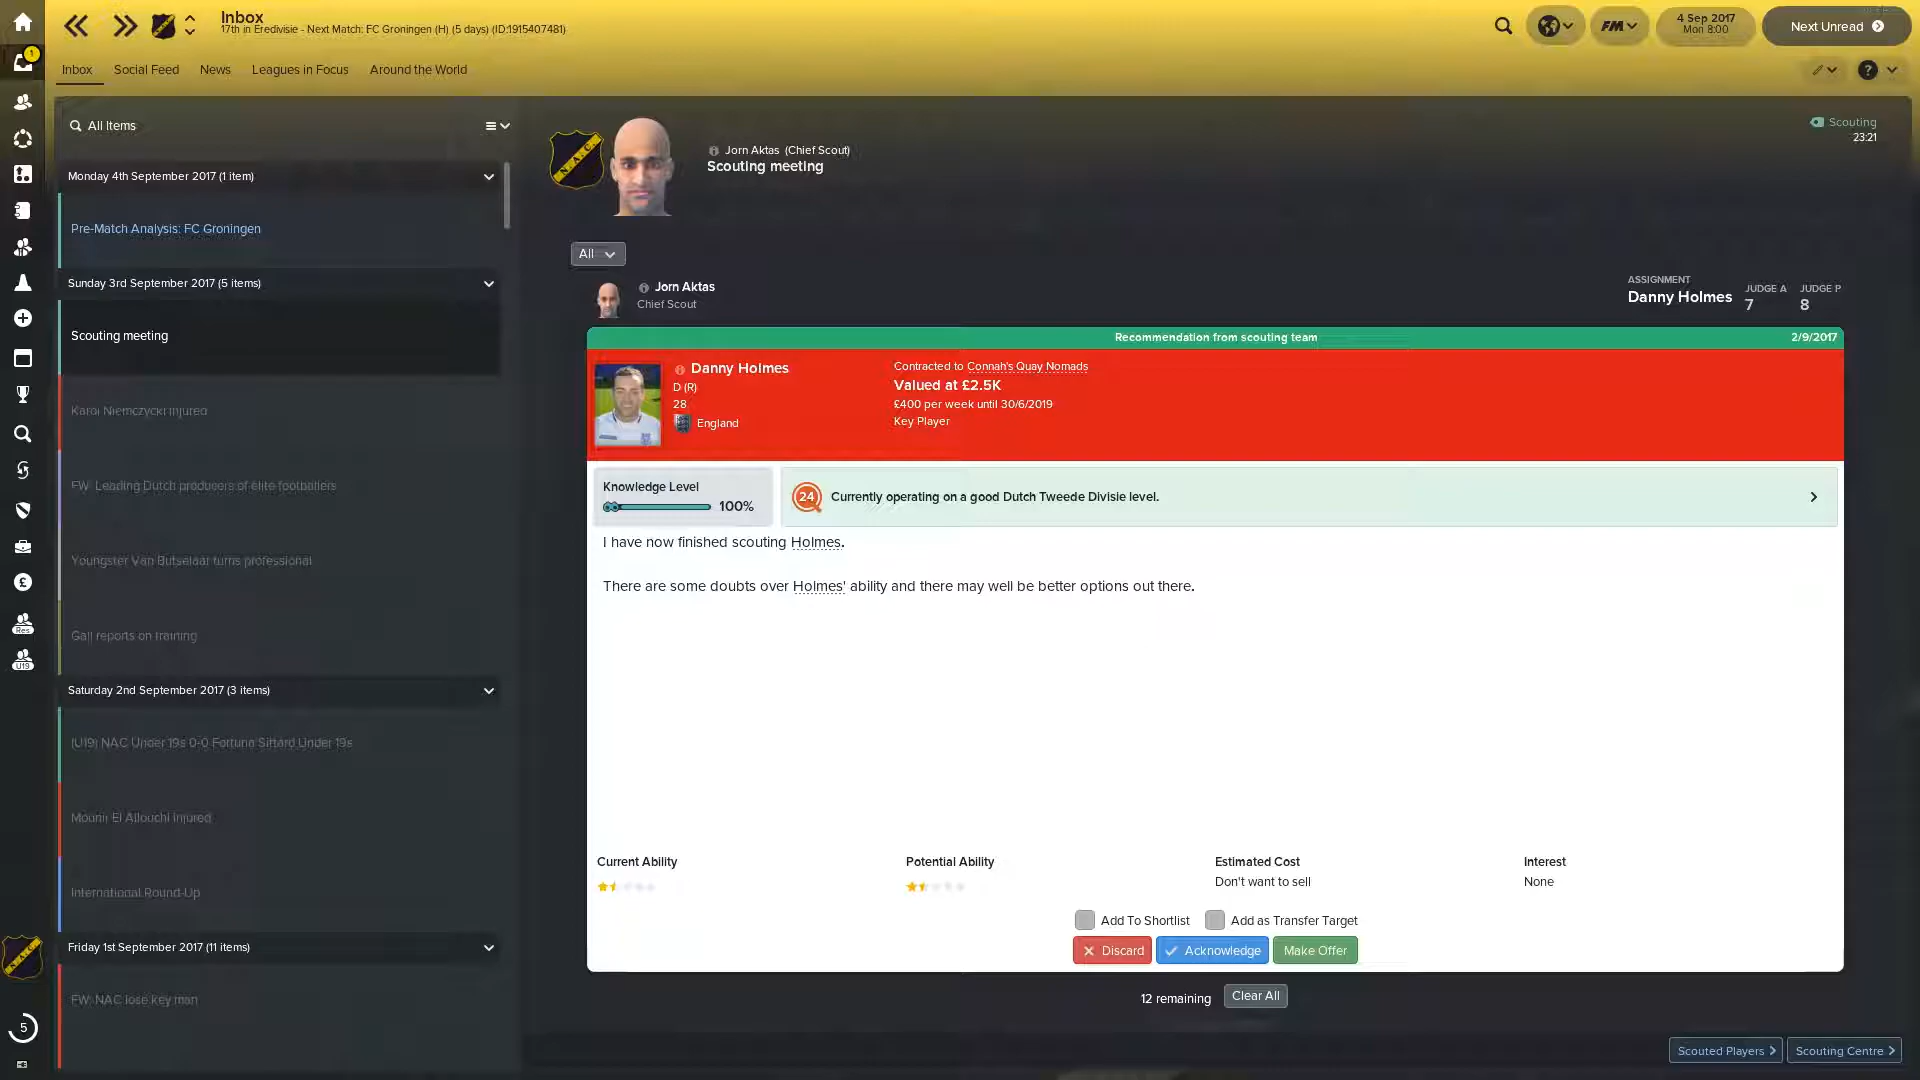 Inbox
17th in Eredivisie - Next Match: FC Groningen (H) (5 days) (ID:1915407481)
FM
4 Sep 2017
Mon 8:00
Next Unread
1
Inbox
Social Feed
News
Leagues in Focus
Around the World
?
All Items
Monday 4th September 2017 (1 item)
Pre-Match Analysis: FC Groningen
Sunday 3rd September 2017 (5 items)
Scouting meeting
Karol Niemczycki injured
FW: Leading Dutch producers of elite footballers
Youngster Van Butselaar turns professional
Gall reports on training
Saturday 2nd September 2017 (3 items)
(U19) NAC Under 19s 0-0 Fortuna Sittard Under 19s
Mounir El Allouchi injured
International Round-Up
Friday 1st September 2017 (11 items)
FW: NAC lose key man
Res
U19
5
N.A.C.
Jorn Aktas (Chief Scout)
Scouting meeting
Scouting
23:21
All
Jorn Aktas
Chief Scout
ASSIGNMENT
Danny Holmes
JUDGE A
7
JUDGE P
8
Recommendation from scouting team
2/9/2017
Danny Holmes
D (R)
28
England
Contracted to Connah's Quay Nomads
Valued at £2.5K
£400 per week until 30/6/2019
Key Player
Knowledge Level
100%
24
Currently operating on a good Dutch Tweede Divisie level.
I have now finished scouting Holmes.
There are some doubts over Holmes' ability and there may well be better options out there.
Current Ability
Potential Ability
Estimated Cost
Don't want to sell
Interest
None
Add To Shortlist
Add as Transfer Target
Discard
Acknowledge
Make Offer
12 remaining
Clear All
Scouted Players
Scouting Centre